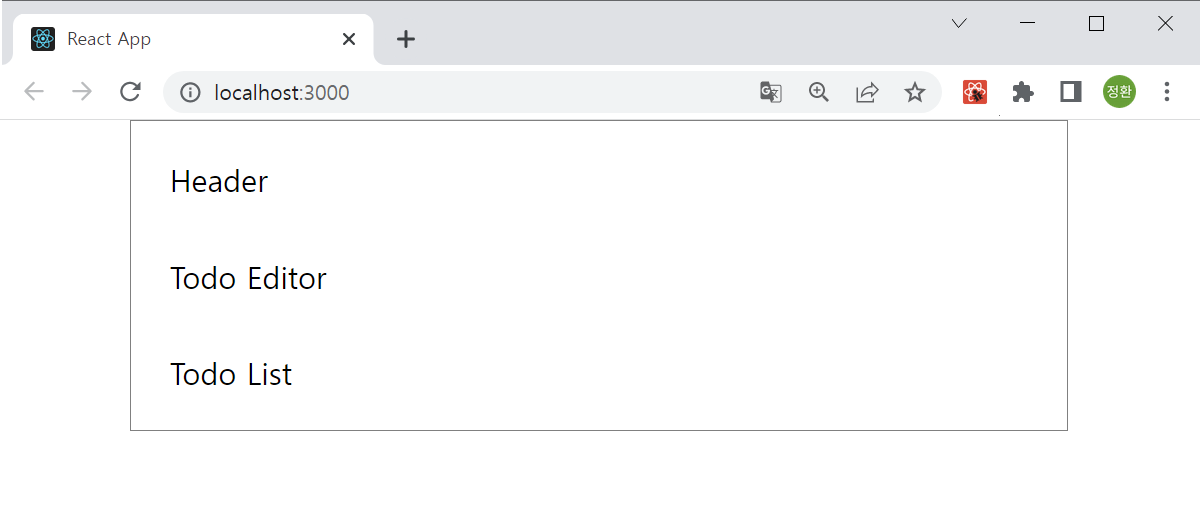 React App
localhost:3000
정환
Header
Todo Editor
Todo List